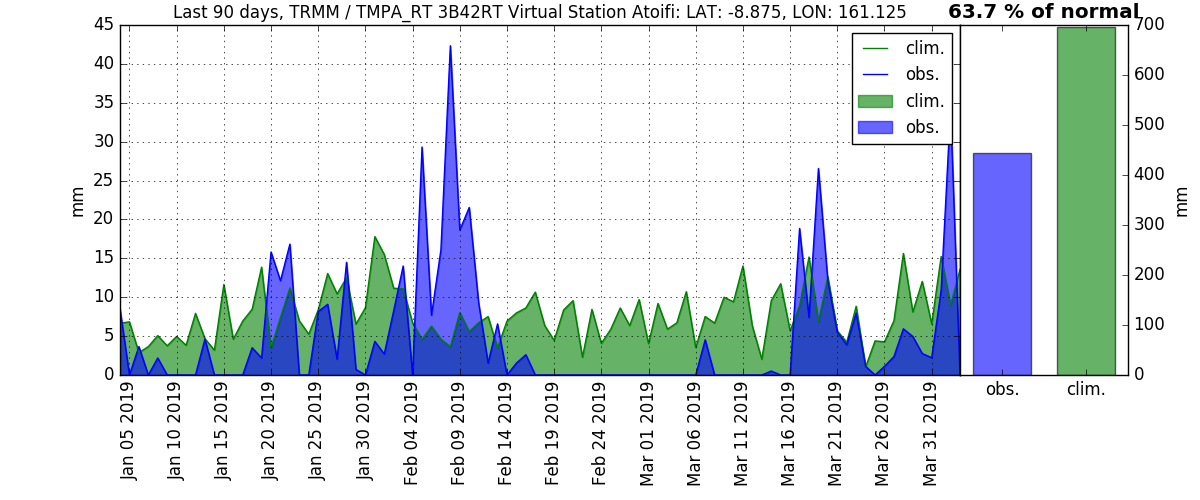 Last 90 days, TRMM / TMPA_RT 3B42RT Virtual Station Atoifi: LAT: -8.875, LON: 161.125
63.7 % of normal
45
40
35
30
25
20
15
10
5
0
mm
clim.
obs.
clim.
obs.
700
600
500
400
300
200
100
0
mm
Jan 05 2019
Jan 10 2019
Jan 15 2019
Jan 20 2019
Jan 25 2019
Jan 30 2019
Feb 04 2019
Feb 09 2019
Feb 14 2019
Feb 19 2019
Feb 24 2019
Mar 01 2019
Mar 06 2019
Mar 11 2019
Mar 16 2019
Mar 21 2019
Mar 26 2019
Mar 31 2019
obs.
clim.